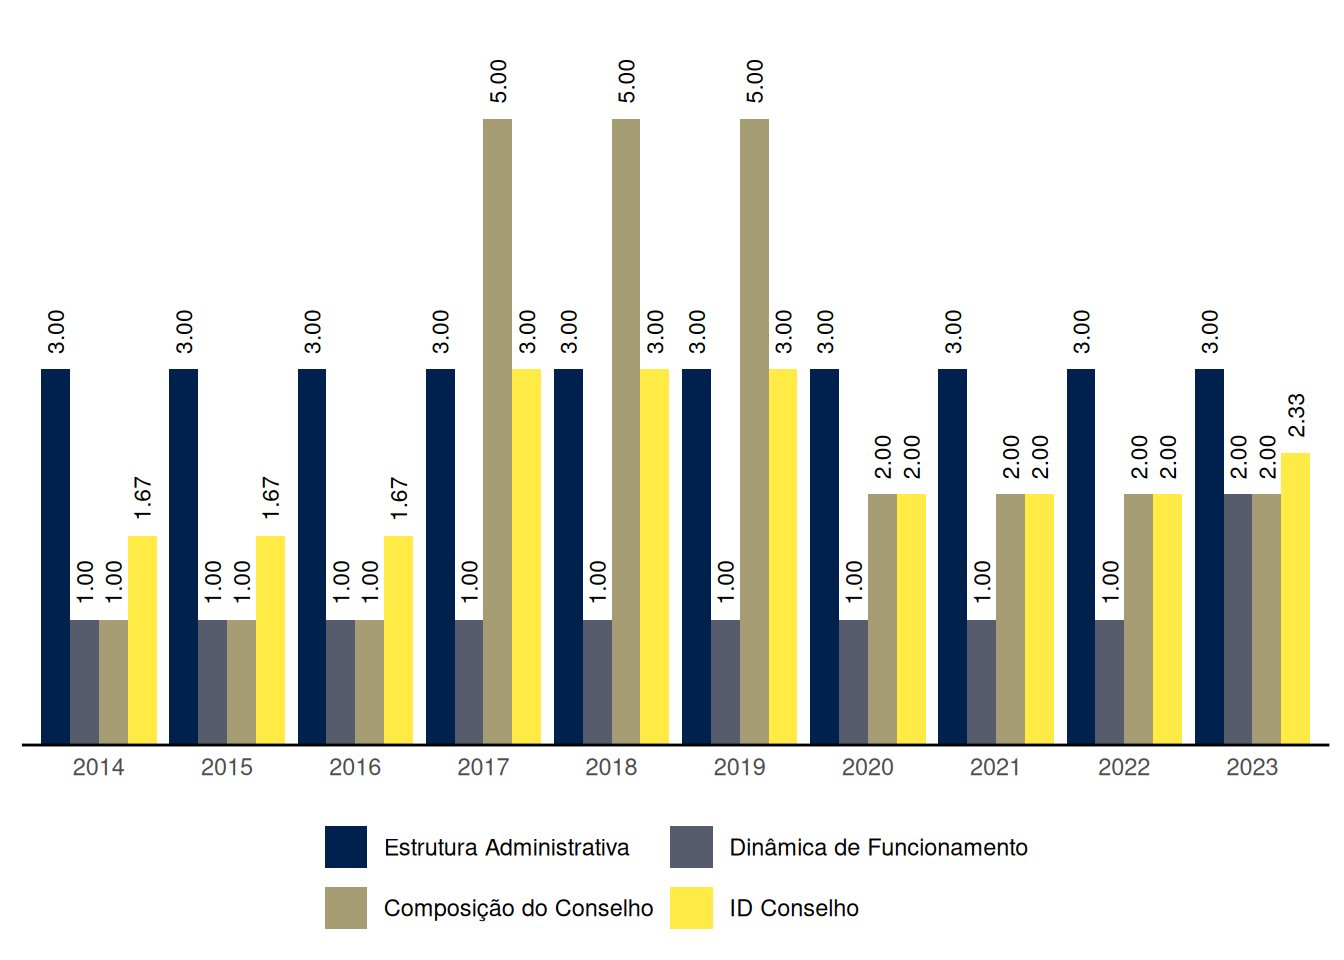 5.00 5.00 5.00
3.00 3.00 3.00 3.00 3.00 3.00 3.00 3.00 3.00 3.00 3.00 3.00 3.00
2.33
2.00 2.00 2.00 2.00 2.00 2.00 2.00 2.00
1.67 1.67 1.67
1.00 1.00 1.00 1.00 1.00 1.00 1.00 1.00 1.00 1.00 1.00 1.00
2014 2015 2016 2017 2018 2019 2020 2021 2022 2023
Estrutura Administrativa Dinâmica de Funcionamento
Composição do Conselho ID Conselho